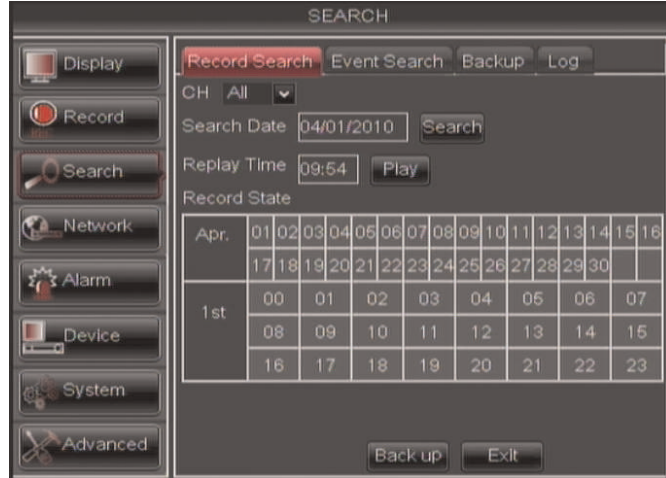 SEARCH
Display
Record
Search
Network
Alarm
Device
System
Advanced
Record Search Event Search Backup Log
CH All
Search Date 04/01/2010 Search
Replay Time 09:54 Play
Record State
Apr. 01 02 03 04 05 06 07 08 09 10 11 12 13 14 15 16
17 18 19 20 21 22 23 24 25 26 27 28 29 30
1st 00 01 02 03 04 05 06 07
08 09 10 11 12 13 14 15
16 17 18 19 20 21 22 23
Back up Exit